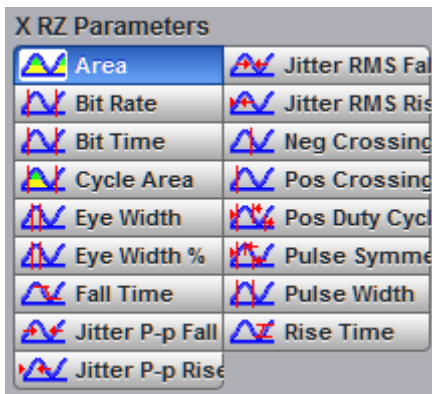 X RZ Parameters
Area
Bit Rate
Bit Time
Cycle Area
Eye Width
Eye Width %
Fall Time
Jitter P-p Fall
Jitter P-p Rise
Jitter RMS Fal
Jitter RMS Ris
Neg Crossing
Pos Crossing
Pos Duty Cycl
Pulse Symme
Pulse Width
Rise Time